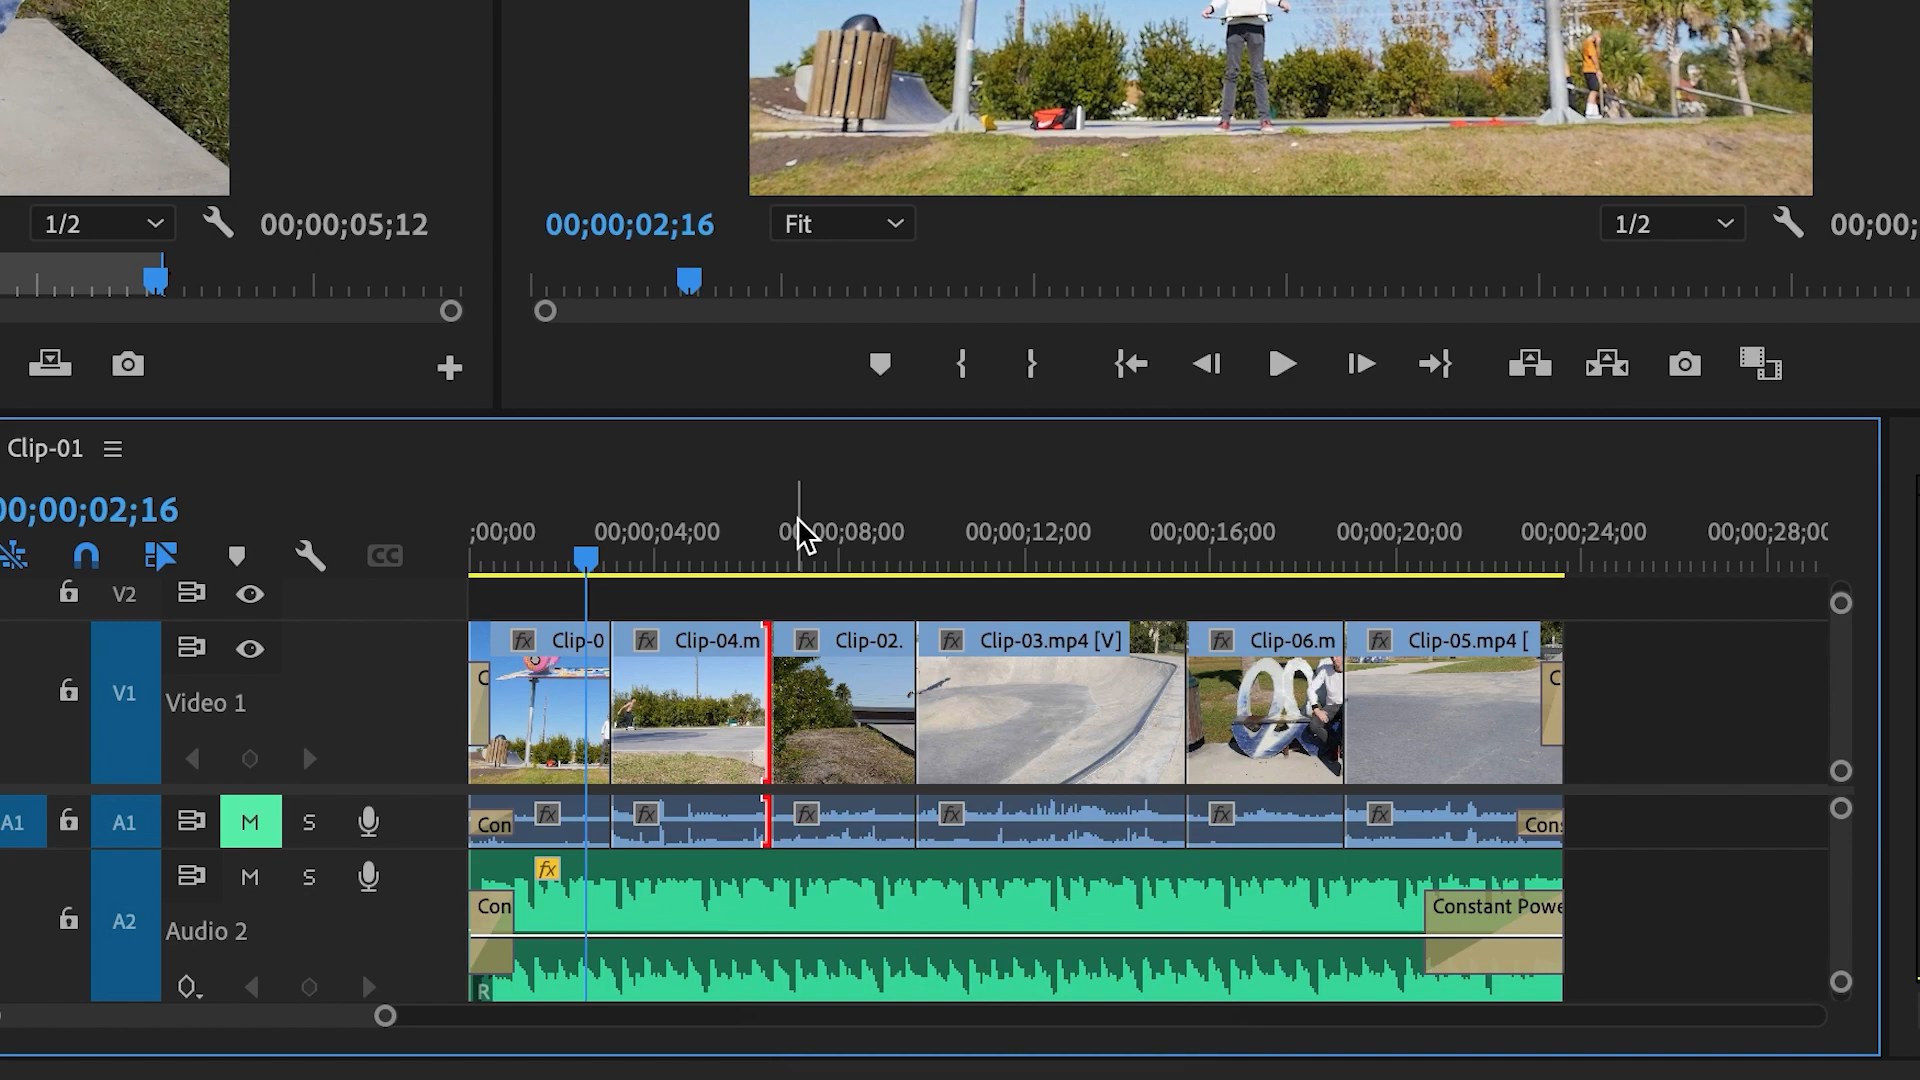 1/2
00;00;05;12
00;00;02;16
Fit
1/2
00;00;
Clip-01
00;00;02;16
;00;00
00;00;04;00
00;00;08;00
00;00;12;00
00;00;16;00
00;00;20;00
00;00;24;00
00;00;28;00
CC
V2
fx
Clip-0
fx
Clip-04.m
fx
Clip-02.
fx
Clip-03.mp4 [V]
fx
Clip-06.m
fx
Clip-05.mp4 [
C
C
V1
Video 1
A1
A1
M
S
Con
fx
fx
fx
fx
fx
fx
Cons
M
S
fx
A2
Audio 2
Con
Constant Powe
R